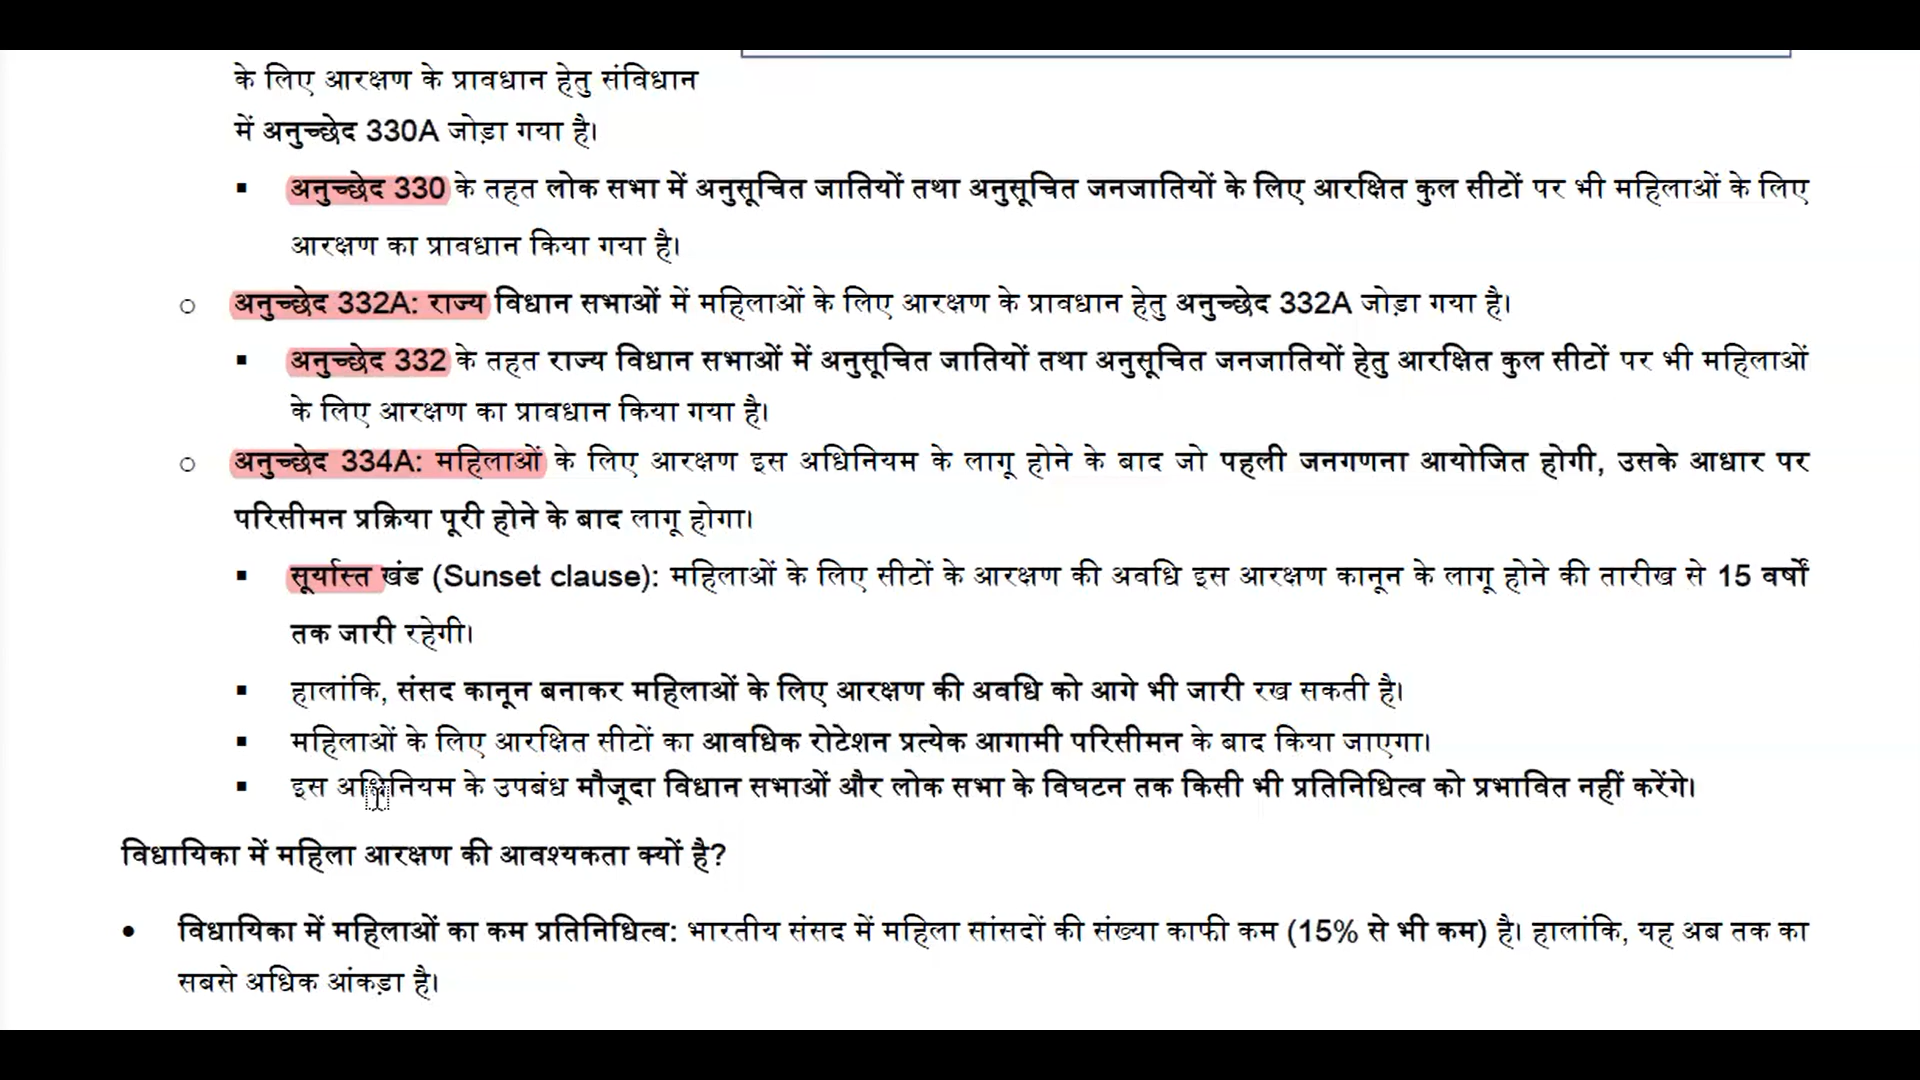 के लिए आरक्षण के प्रावधान हेतु संविधान
में अनुच्छेद 330A जोड़ा गया है।
▪ अनुच्छेद 330 के तहत लोक सभा में अनुसूचित जातियों तथा अनुसूचित जनजातियों के लिए आरक्षित कुल सीटों पर भी महिलाओं के लिए
आरक्षण का प्रावधान किया गया है।
○ अनुच्छेद 332A: राज्य विधान सभाओं में महिलाओं के लिए आरक्षण के प्रावधान हेतु अनुच्छेद 332A जोड़ा गया है।
▪ अनुच्छेद 332 के तहत राज्य विधान सभाओं में अनुसूचित जातियों तथा अनुसूचित जनजातियों हेतु आरक्षित कुल सीटों पर भी महिलाओं
के लिए आरक्षण का प्रावधान किया गया है।
○ अनुच्छेद 334A: महिलाओं के लिए आरक्षण इस अधिनियम के लागू होने के बाद जो पहली जनगणना आयोजित होगी, उसके आधार पर
परिसीमन प्रक्रिया पूरी होने के बाद लागू होगा।
▪ सूर्यास्त खंड (Sunset clause): महिलाओं के लिए सीटों के आरक्षण की अवधि इस आरक्षण कानून के लागू होने की तारीख से 15 वर्षों
तक जारी रहेगी।
▪ हालांकि, संसद कानून बनाकर महिलाओं के लिए आरक्षण की अवधि को आगे भी जारी रख सकती है।
▪ महिलाओं के लिए आरक्षित सीटों का आवधिक रोटेशन प्रत्येक आगामी परिसीमन के बाद किया जाएगा।
▪ इस अधिनियम के उपबंध मौजूदा विधान सभाओं और लोक सभा के विघटन तक किसी भी प्रतिनिधित्व को प्रभावित नहीं करेंगे।
विधायिका में महिला आरक्षण की आवश्यकता क्यों है?
● विधायिका में महिलाओं का कम प्रतिनिधित्व: भारतीय संसद में महिला सांसदों की संख्या काफी कम (15% से भी कम) है। हालांकि, यह अब तक का
सबसे अधिक आंकड़ा है।